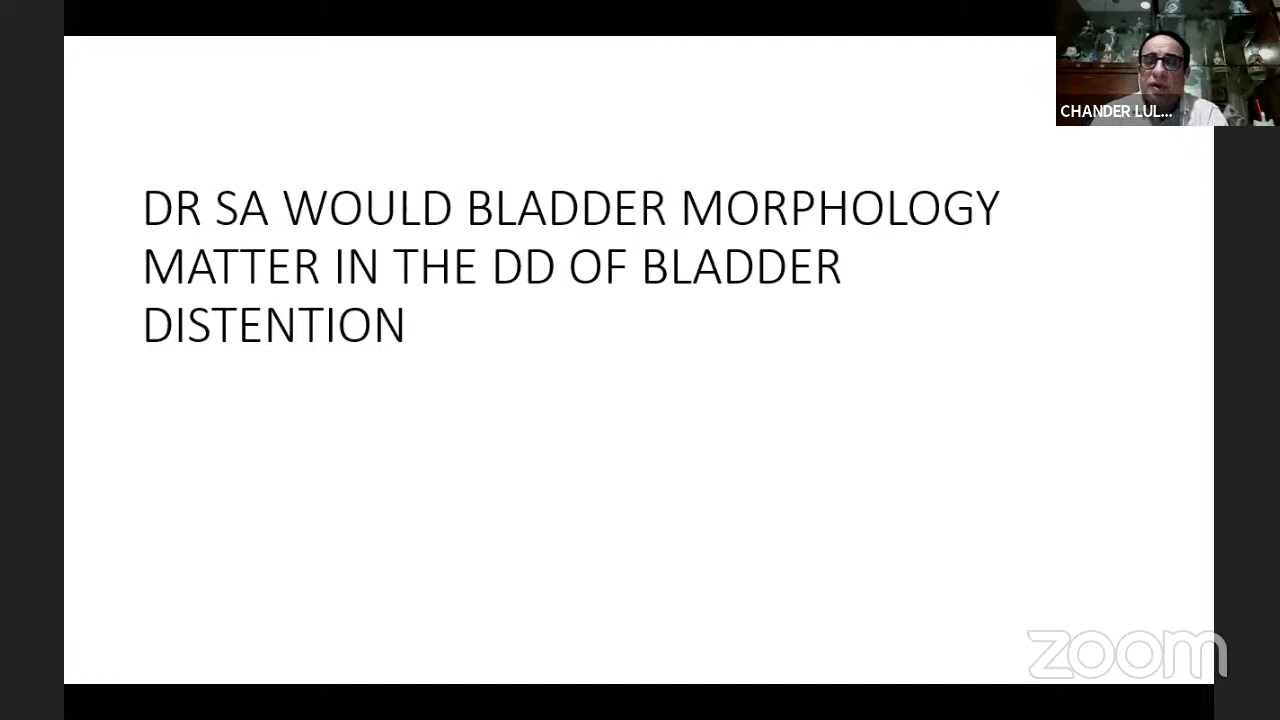 CHANDER LUL...
DR SA WOULD BLADDER MORPHOLOGY
MATTER IN THE DD OF BLADDER
DISTENTION
zoom